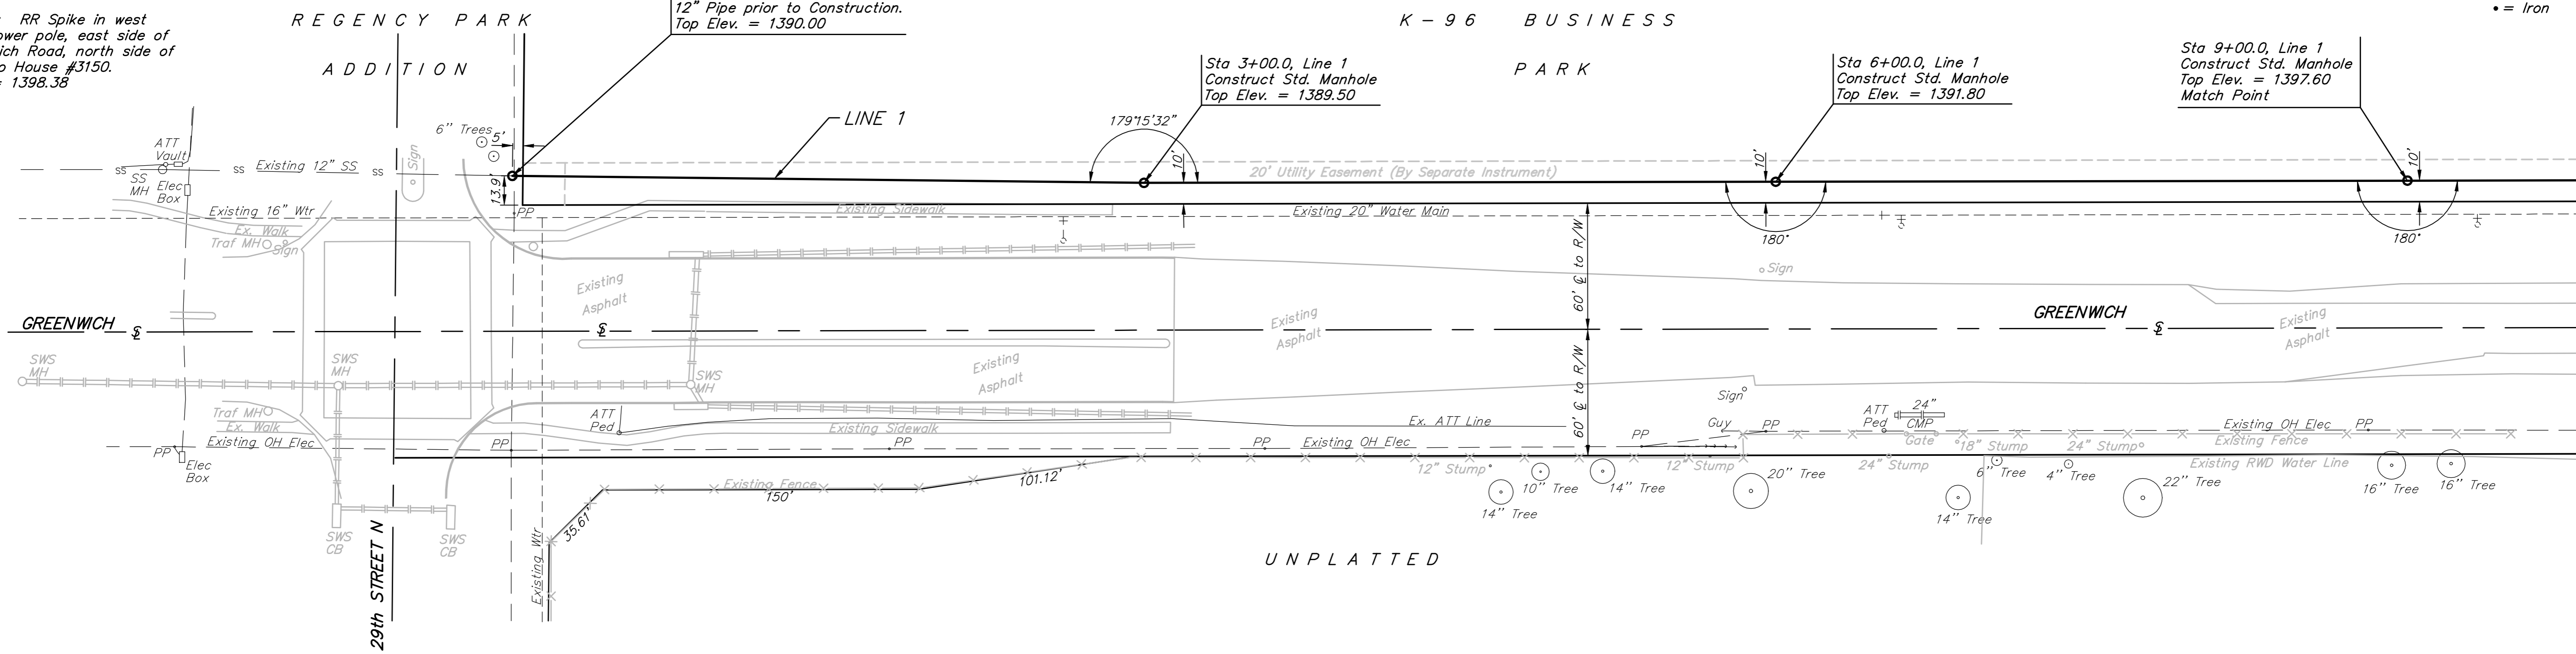 RR Spike in west
ower pole, east side of
ich Road, north side of
o House #3150.
= 1398.38
REGENCY PARK
ADDITION
12" Pipe prior to Construction.
Top Elev. = 1390.00
K-96 BUSINESS
PARK
• = Iron
Sta 3+00.0, Line 1
Construct Std. Manhole
Top Elev. = 1389.50
Sta 6+00.0, Line 1
Construct Std. Manhole
Top Elev. = 1391.80
Sta 9+00.0, Line 1
Construct Std. Manhole
Top Elev. = 1397.60
Match Point
6" Trees
5'
LINE 1
179°15'32"
10'
10'
10'
ATT
Vault
SS
SS
Existing 12" SS
SS
Sign
SS
MH
Elec
Box
13.9'
20' Utility Easement (By Separate Instrument)
Existing 16" Wtr
PP
Existing Sidewalk
Existing 20" Water Main
Ex. Walk
Traf MH
Sign
180°
180°
60' ℄ to R/W
Sign
Existing
Asphalt
Existing
Asphalt
Existing
Asphalt
GREENWICH
℄
℄
GREENWICH
℄
SWS
MH
SWS
MH
SWS
MH
Existing
Asphalt
60' ℄ to R/W
Sign
Traf MH
Ex. Walk
ATT
Ped
Ex. ATT Line
Guy
PP
ATT
Ped
24"
CMP
Gate
Existing OH Elec
PP
Existing OH Elec
PP
Existing Sidewalk
PP
PP
Existing OH Elec
PP
18" Stump
24" Stump
Existing Fence
PP
Elec
Box
12" Stump
12" Stump
24" Stump
6" Tree
4" Tree
Existing RWD Water Line
Existing Fence
150'
101.12'
35.61'
10" Tree
14" Tree
20" Tree
22" Tree
16" Tree
16" Tree
14" Tree
14" Tree
SWS
CB
SWS
CB
29th STREET N
Existing Wtr
UNPLATTED